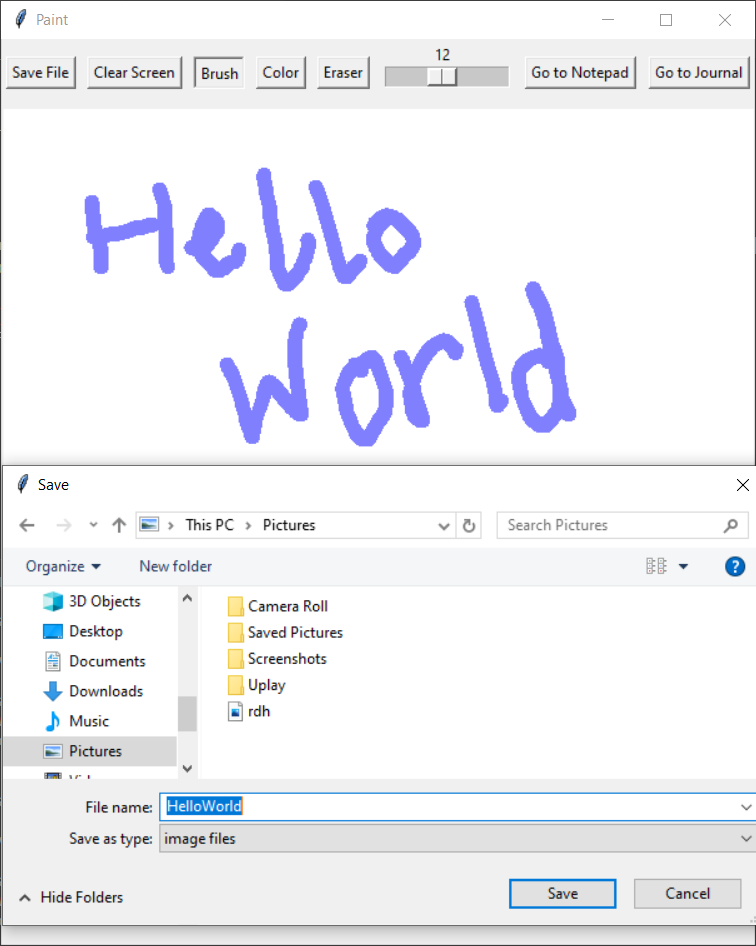 Paint
Save File Clear Screen Brush Color Eraser 12 Go to Notepad Go to Journal
Hello
World
Save
This PC Pictures Search Pictures
Organize New folder ?
3D Objects
Desktop
Documents
Downloads
Music
Pictures
Camera Roll
Saved Pictures
Screenshots
Uplay
rdh
File name: HelloWorld
Save as type: image files
Hide Folders Save Cancel